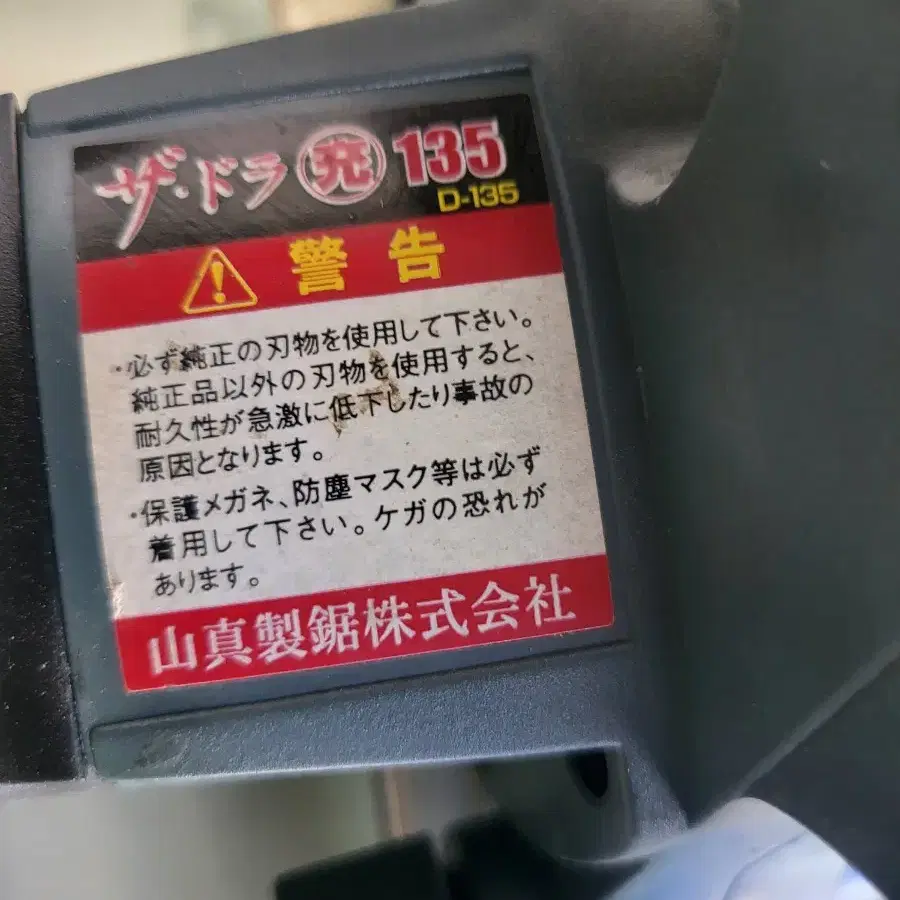 ザ・ドラ 充 135
D-135
警告
・必ず純正の刃物を使用して下さい。
純正品以外の刃物を使用すると、
耐久性が急激に低下したり事故の
原因となります。
・保護メガネ、防塵マスク等は必ず
着用して下さい。ケガの恐れが
あります。
山真製鋸株式会社